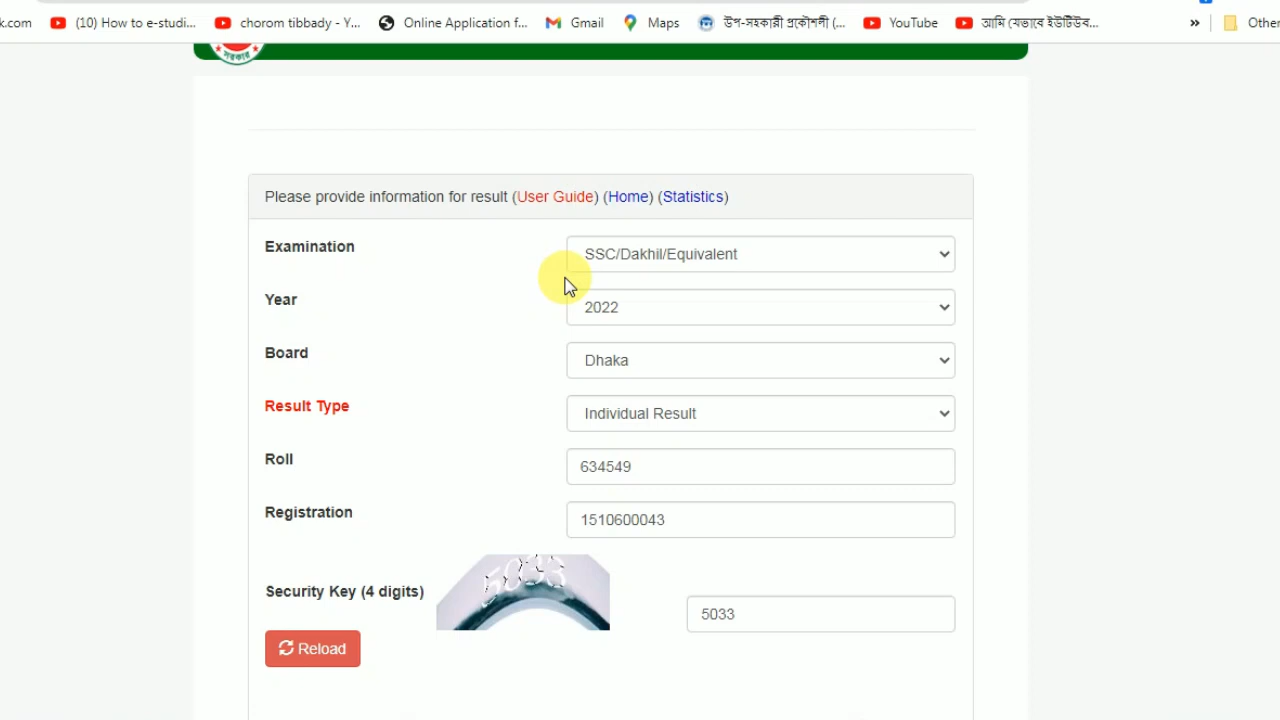 k.com (10) How to e-studi... chorom tibbady - Y... Online Application f... Gmail Maps উপ-সহকারী প্রকৌশলী (... YouTube আমি যেভাবে ইউটিউব... » Other
সরকার
Please provide information for result (User Guide) (Home) (Statistics)
Examination SSC/Dakhil/Equivalent
Year 2022
Board Dhaka
Result Type Individual Result
Roll 634549
Registration 1510600043
Security Key (4 digits) 5033 5033
Reload